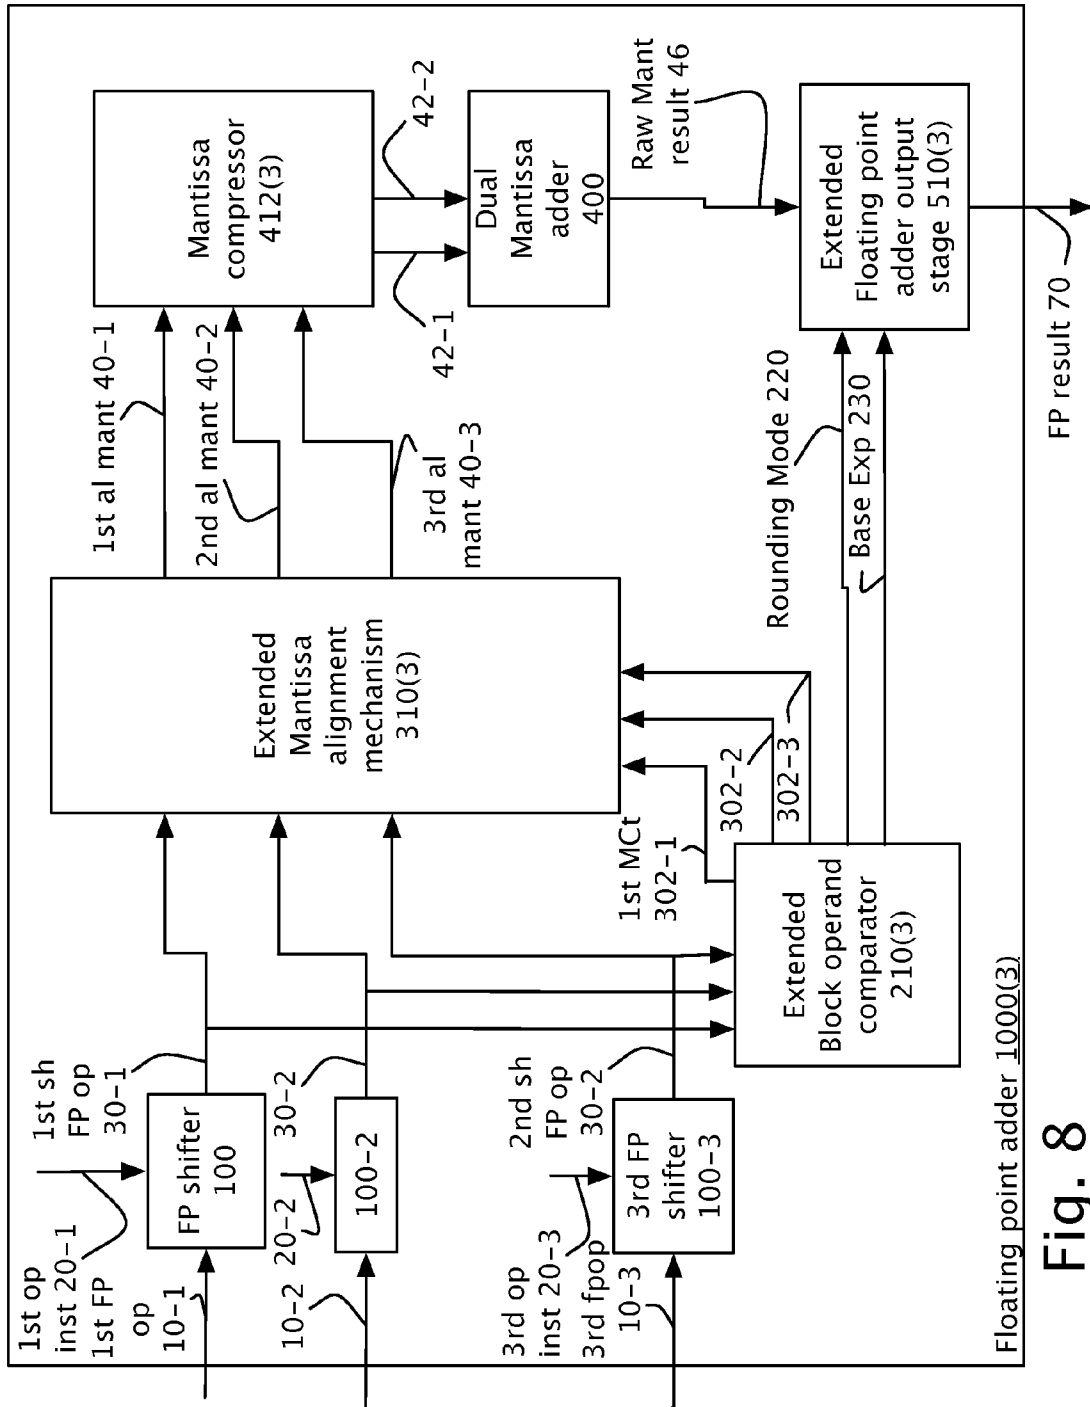 1st op
inst 20-1
1st FP
op
10-1
1st sh
FP op
30-1
FP shifter
100
20-2
10-2
30-2
100-2
3rd op
inst 20-3
3rd fpop
10-3
2nd sh
FP op
30-2
3rd FP
shifter
100-3
Extended
Mantissa
alignment
mechanism
310(3)
1st MCt
302-1
302-2
302-3
Extended
Block operand
comparator
210(3)
1st al mant 40-1
2nd al mant 40-2
3rd al
mant 40-3
Mantissa
compressor
412(3)
42-1
42-2
Dual
Mantissa
adder
400
Raw Mant
result 46
Rounding Mode 220
Base Exp 230
Extended
Floating point
adder output
stage 510(3)
FP result 70
Floating point adder 1000(3)
Fig. 8